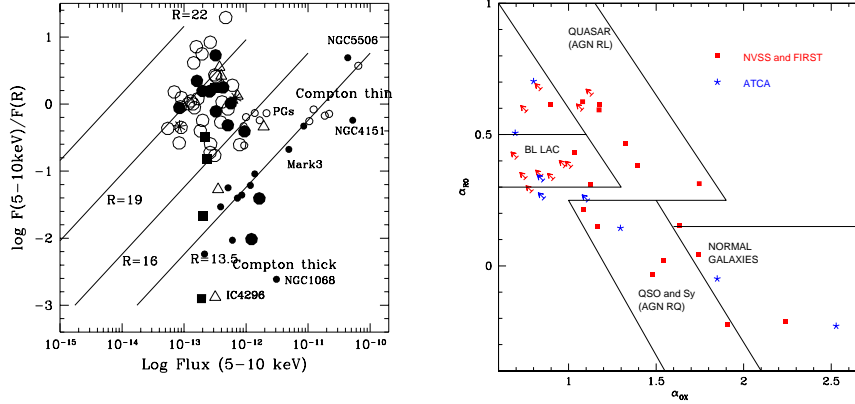 R=22
NGC5506
Compton thin
PGs
NGC4151
Mark3
R=19
R=16
R=13.5
Compton thick
NGC1068
IC4296
1
0
-1
-2
-3
log F(5-10keV)/F(R)
10-15 10-14 10-13 10-12 10-11 10-10
Log Flux (5-10 keV)
QUASAR
(AGN RL)
NVSS and FIRST
ATCA
BL LAC
NORMAL
GALAXIES
QSO and Sy
(AGN RQ)
1
0.5
0
αRO
1 1.5 2 2.5
αOX